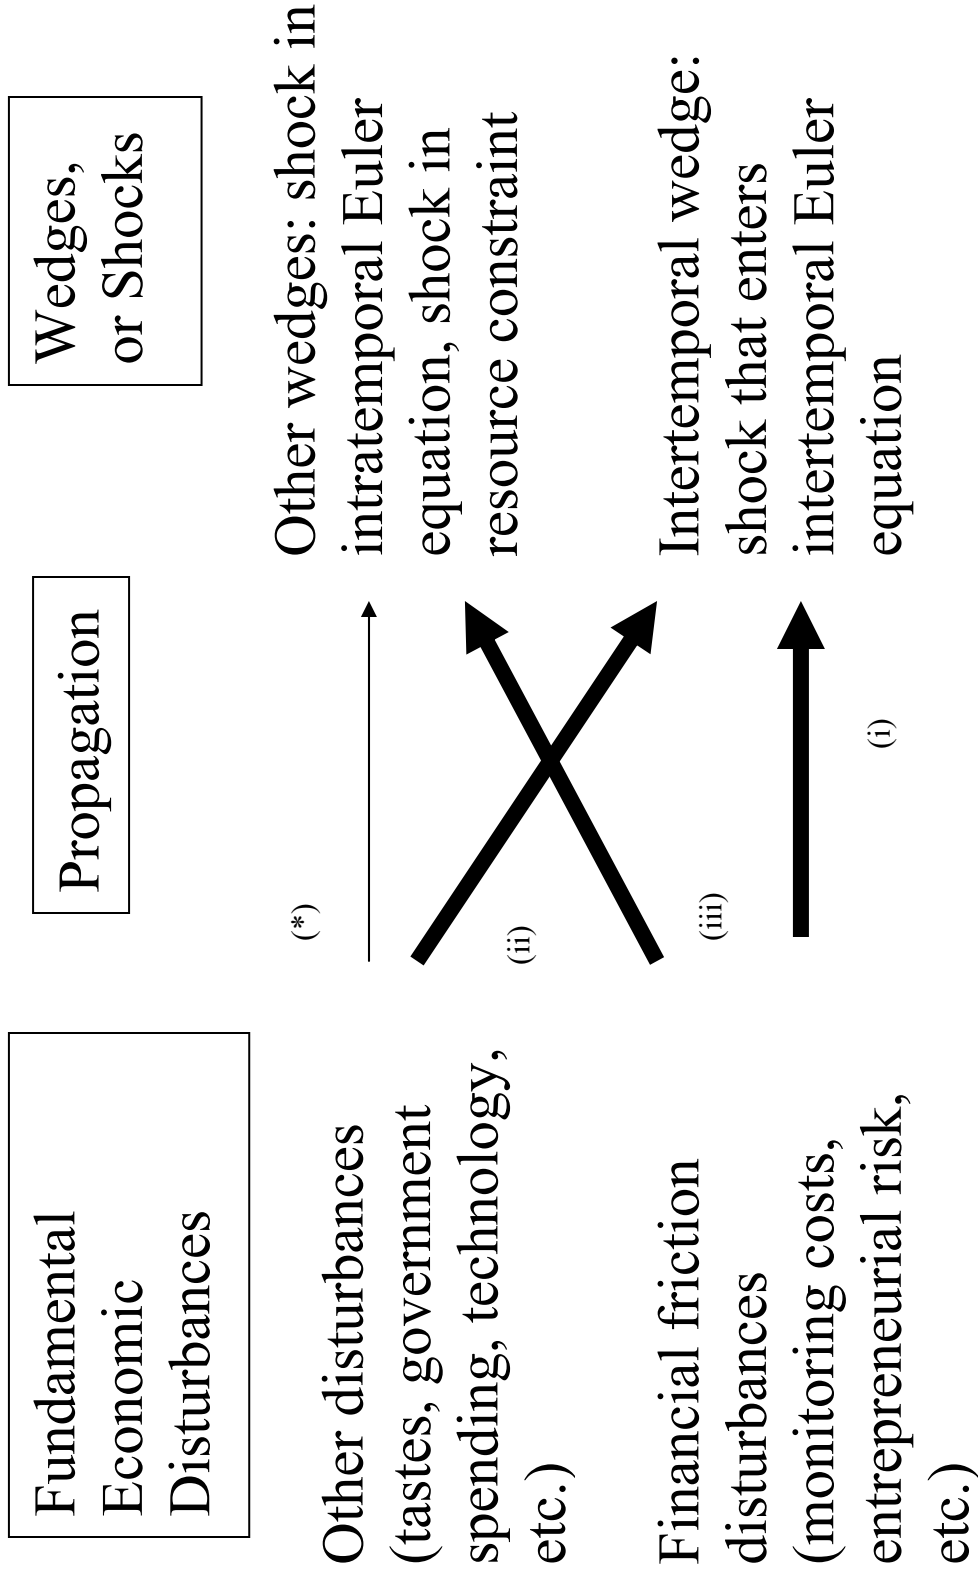 Fundamental
Economic
Disturbances
Propagation
Wedges,
or Shocks
Other disturbances
(tastes, government
spending, technology,
etc.)
Financial friction
disturbances
(monitoring costs,
entrepreneurial risk,
etc.)
(*)
(ii)
(iii)
(i)
Other wedges: shock in
intratemporal Euler
equation, shock in
resource constraint
Intertemporal wedge:
shock that enters
intertemporal Euler
equation